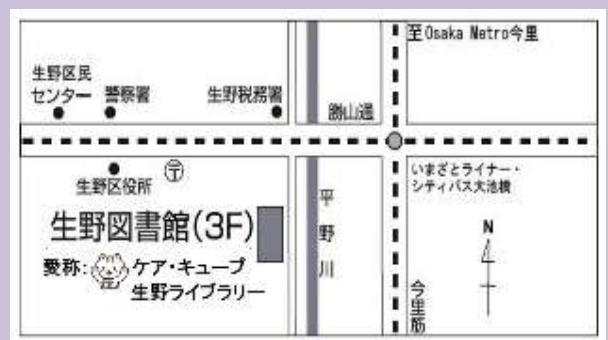 至Osaka Metro今里
生野区民
センター
警察署
生野税務署
勝山通
生野区役所
〒
いまざとライナー・
シティバス大池橋
生野図書館(3F)
平野川
N
愛称:ケア・キューブ
生野ライブラリー
今里筋